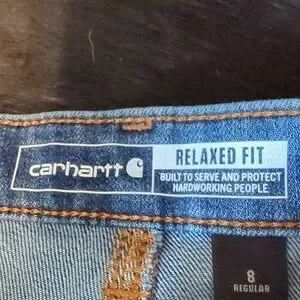 carhartt
RELAXED FIT
BUILT TO SERVE AND PROTECT
HARDWORKING PEOPLE
8
REGULAR